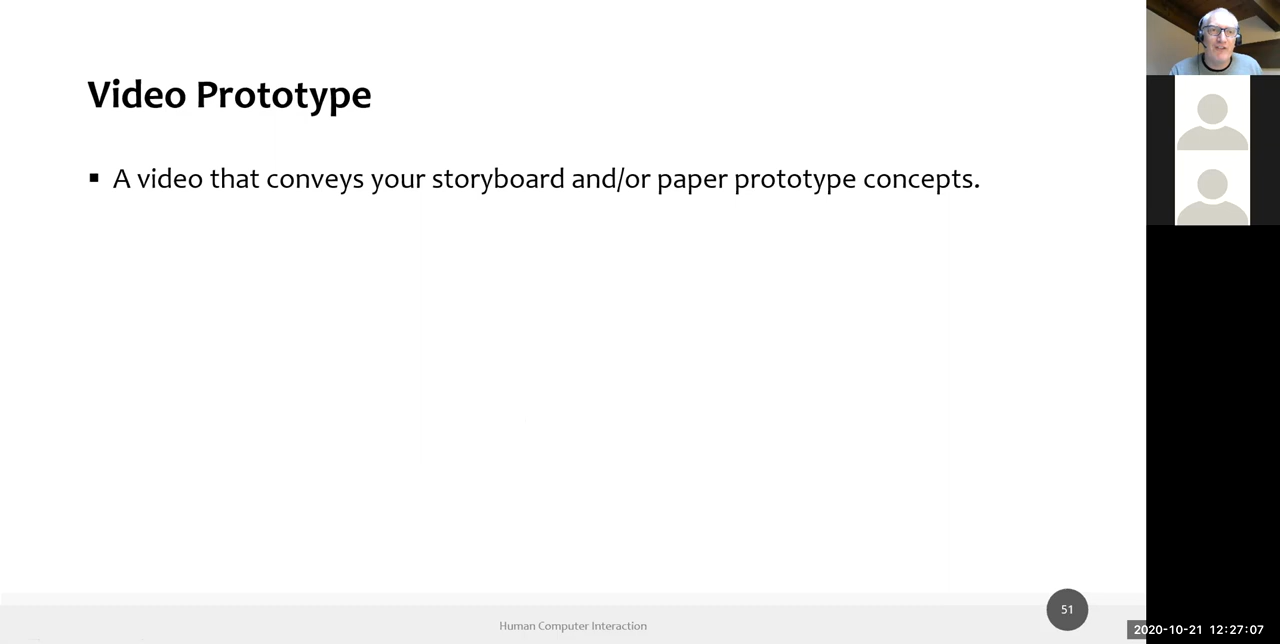 Video Prototype
▪ A video that conveys your storyboard and/or paper prototype concepts.
Human Computer Interaction
51
2020-10-21 12:27:07